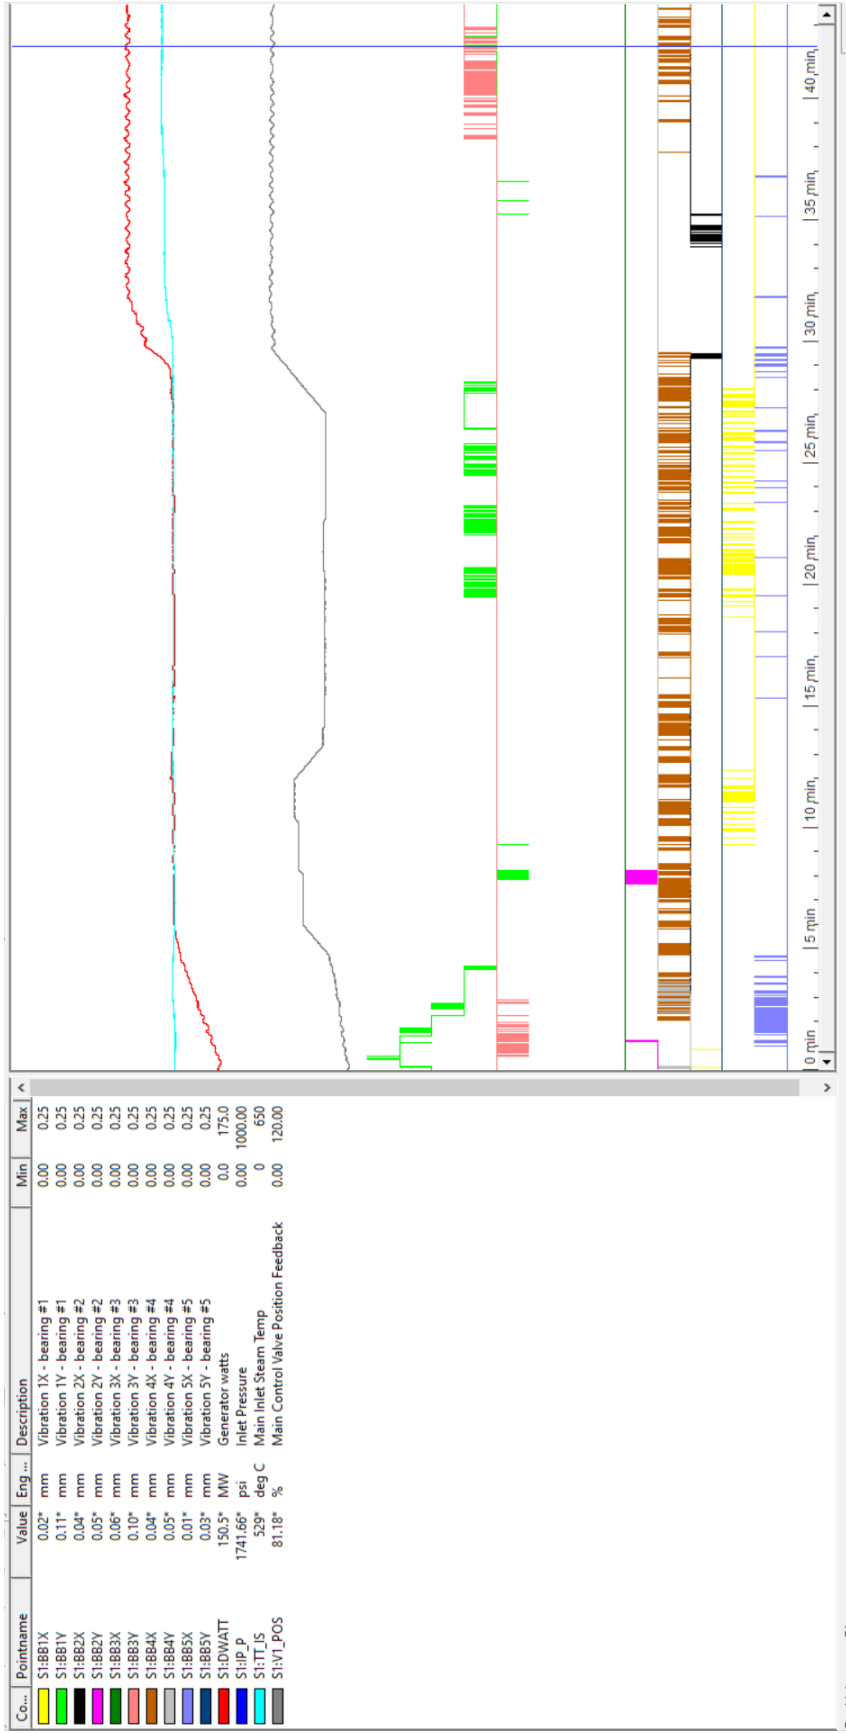 Co... Pointname Value Eng ... Description Min Max
S1:BB1X 0.02* mm Vibration 1X - bearing #1 0.00 0.25
S1:BB1Y 0.11* mm Vibration 1Y - bearing #1 0.00 0.25
S1:BB2X 0.04* mm Vibration 2X - bearing #2 0.00 0.25
S1:BB2Y 0.05* mm Vibration 2Y - bearing #2 0.00 0.25
S1:BB3X 0.06* mm Vibration 3X - bearing #3 0.00 0.25
S1:BB3Y 0.10* mm Vibration 3Y - bearing #3 0.00 0.25
S1:BB4X 0.04* mm Vibration 4X - bearing #4 0.00 0.25
S1:BB4Y 0.05* mm Vibration 4Y - bearing #4 0.00 0.25
S1:BB5X 0.01* mm Vibration 5X - bearing #5 0.00 0.25
S1:BB5Y 0.03* mm Vibration 5Y - bearing #5 0.00 0.25
S1:DWATT 150.5* MW Generator watts 0.0 175.0
S1:IP_P 1741.66* psi Inlet Pressure 0.00 1000.00
S1:TT_IS 529* deg C Main Inlet Steam Temp 0 650
S1:V1_POS 81.18* % Main Control Valve Position Feedback 0.00 120.00
0 min 5 min 10 min 15 min 20 min 25 min 30 min 35 min 40 min